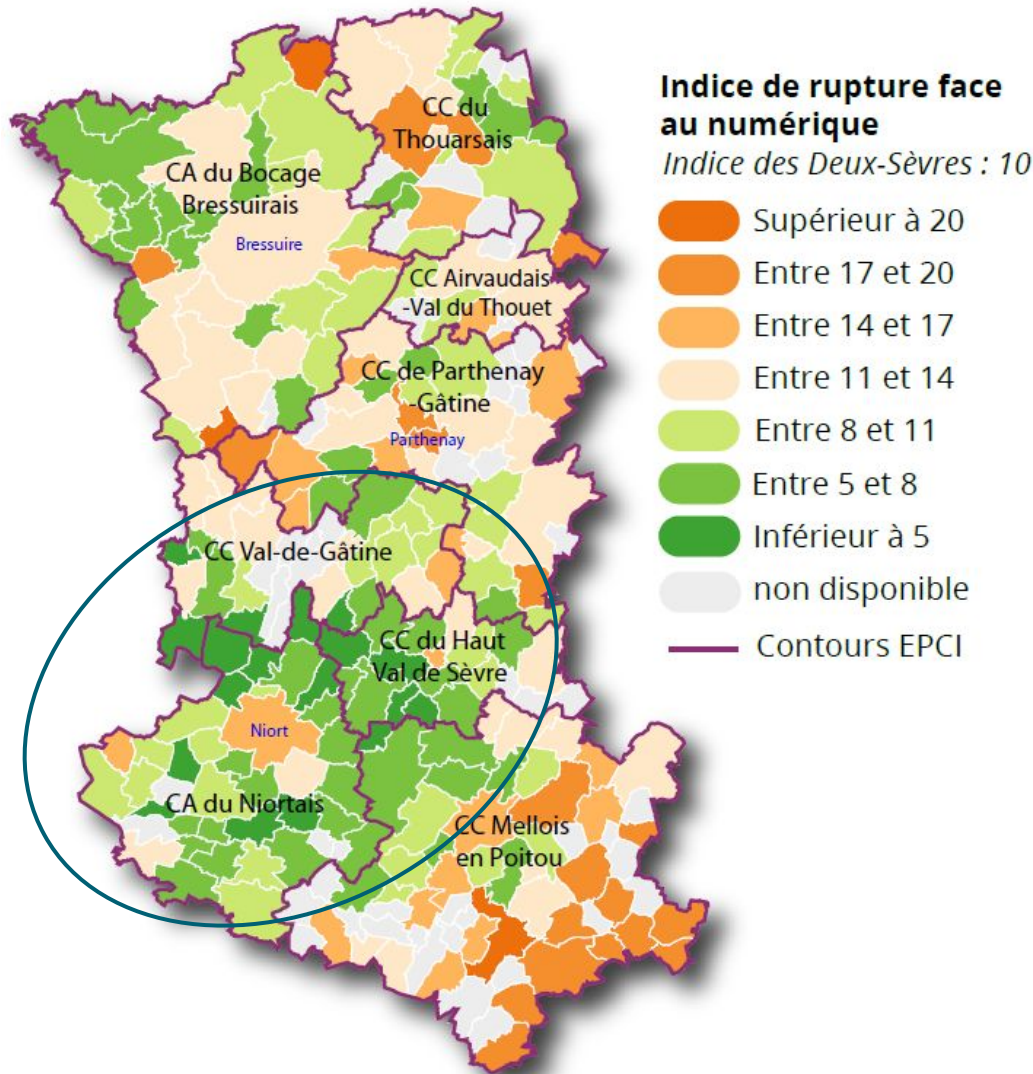 Indice de rupture face
au numérique
Indice des Deux-Sèvres : 10
Supérieur à 20
Entre 17 et 20
Entre 14 et 17
Entre 11 et 14
Entre 8 et 11
Entre 5 et 8
Inférieur à 5
non disponible
Contours EPCI
CC du
Thouarsais
CA du Bocage
Bressuirais
Bressuire
CC Airvaudais
-Val du Thouet
CC de Parthenay
-Gâtine
Parthenay
CC Val-de-Gâtine
CC du Haut
Val de Sèvre
Niort
CA du Niortais
CC Mellois
en Poitou